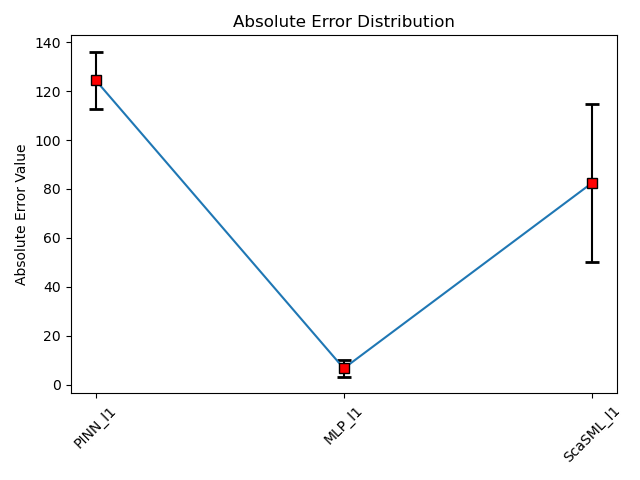 Absolute Error Distribution
Absolute Error Value
140
120
100
80
60
40
20
0
PINN_l1
MLP_l1
ScaSML_l1